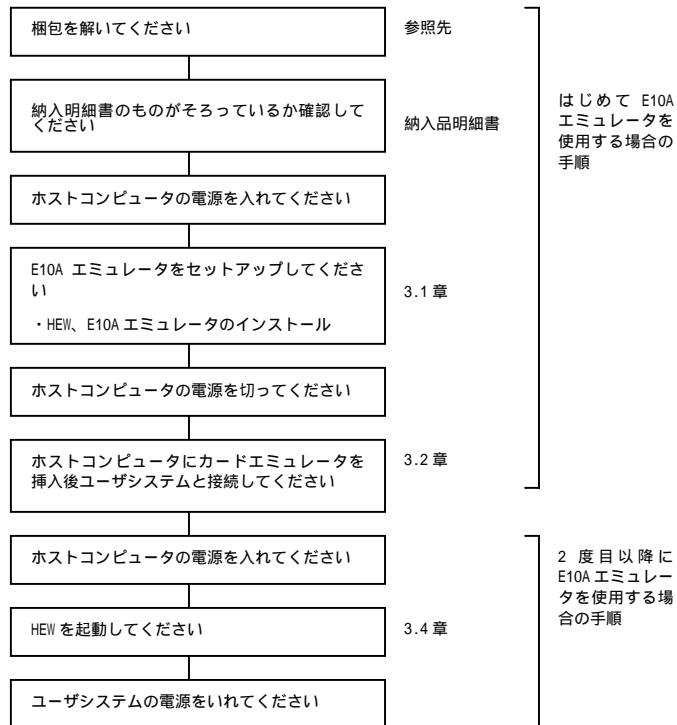 梱包を解いてください
参照先
納入明細書のものがそろっているか確認して
ください
納入品明細書
はじめて E10A
エミュレータを
使用する場合の
手順
ホストコンピュータの電源を入れてください
E10A エミュレータをセットアップしてくださ
い
・HEW、E10A エミュレータのインストール
3.1 章
ホストコンピュータの電源を切ってください
ホストコンピュータにカードエミュレータを
挿入後ユーザシステムと接続してください
3.2 章
ホストコンピュータの電源を入れてください
2 度目以降に
E10A エミュレー
タを使用する場
合の手順
HEW を起動してください
3.4 章
ユーザシステムの電源をいれてください